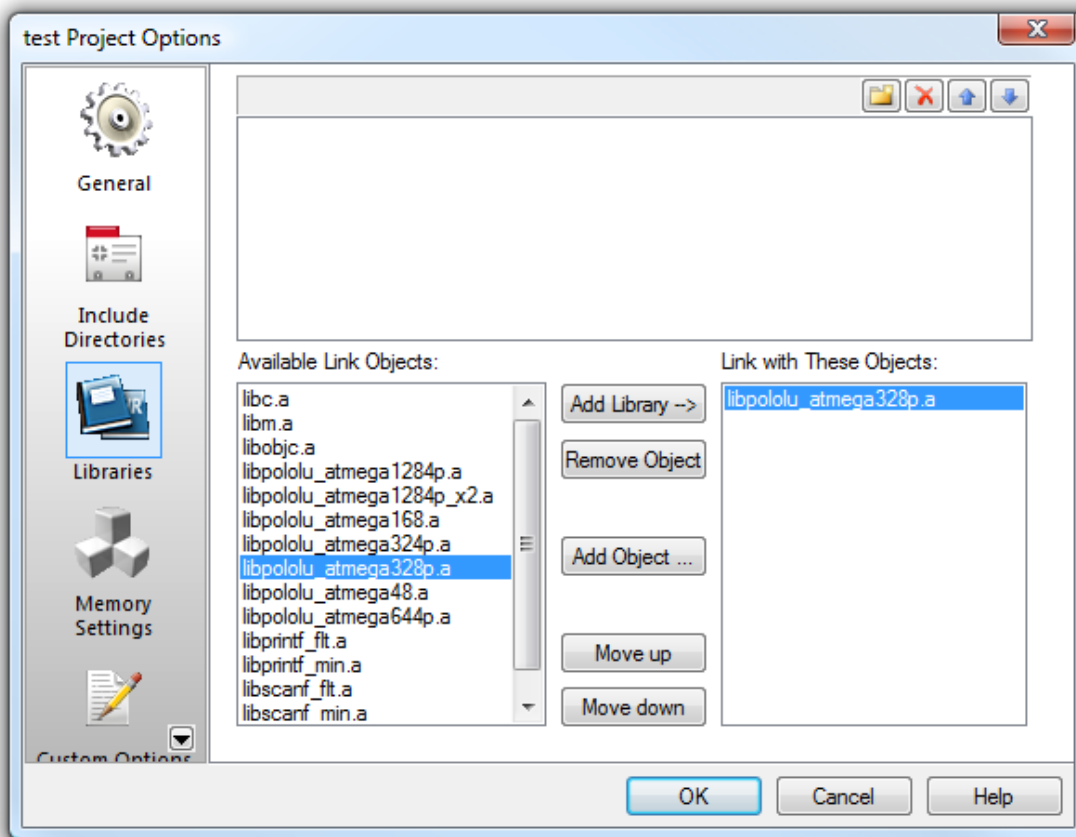 test Project Options
General
Include
Directories
Libraries
Memory
Settings
Custom Options
Available Link Objects:
libc.a
libm.a
libobjc.a
libpololu_atmega1284p.a
libpololu_atmega1284p_x2.a
libpololu_atmega168.a
libpololu_atmega324p.a
libpololu_atmega328p.a
libpololu_atmega48.a
libpololu_atmega644p.a
libprintf_flt.a
libprintf_min.a
libscanf_flt.a
libscanf_min.a
Add Library -->
Remove Object
Add Object ...
Move up
Move down
Link with These Objects:
libpololu_atmega328p.a
OK
Cancel
Help